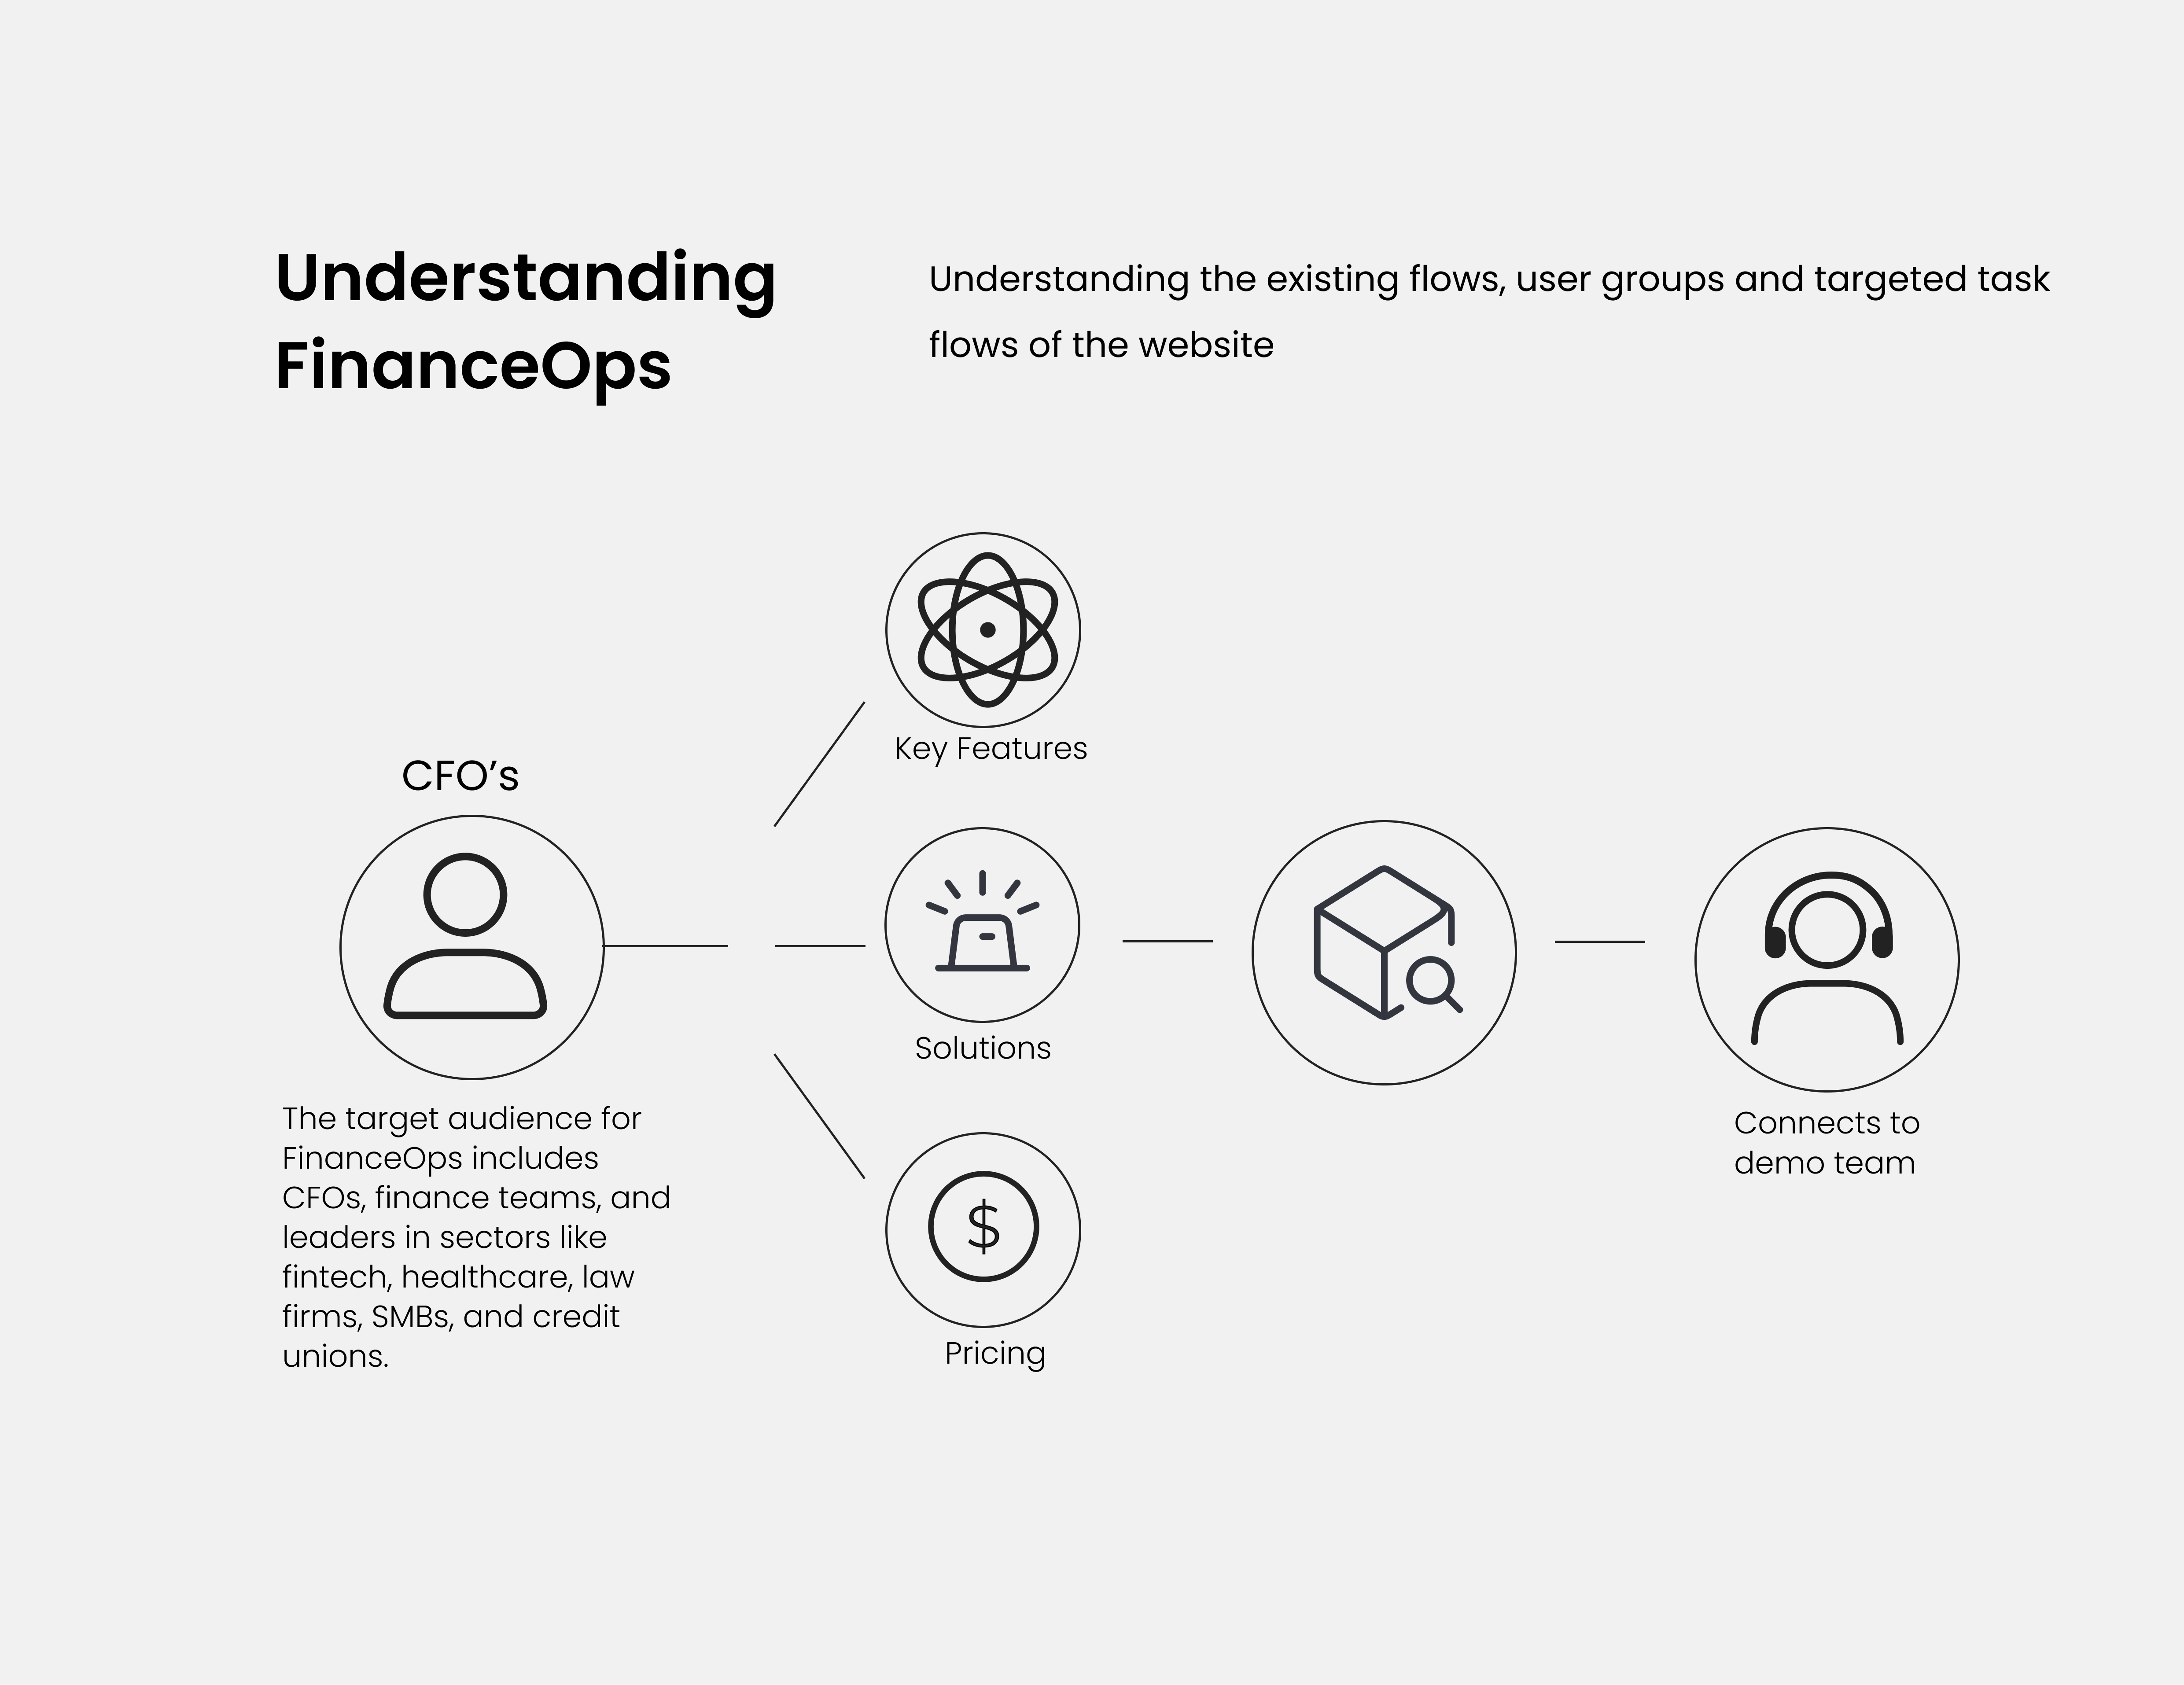 Understanding
FinanceOps
Understanding the existing flows, user groups and targeted task
flows of the website
CFO’s
The target audience for
FinanceOps includes
CFOs, finance teams, and
leaders in sectors like
fintech, healthcare, law
firms, SMBs, and credit
unions.
Key Features
Solutions
$
Pricing
Connects to
demo team